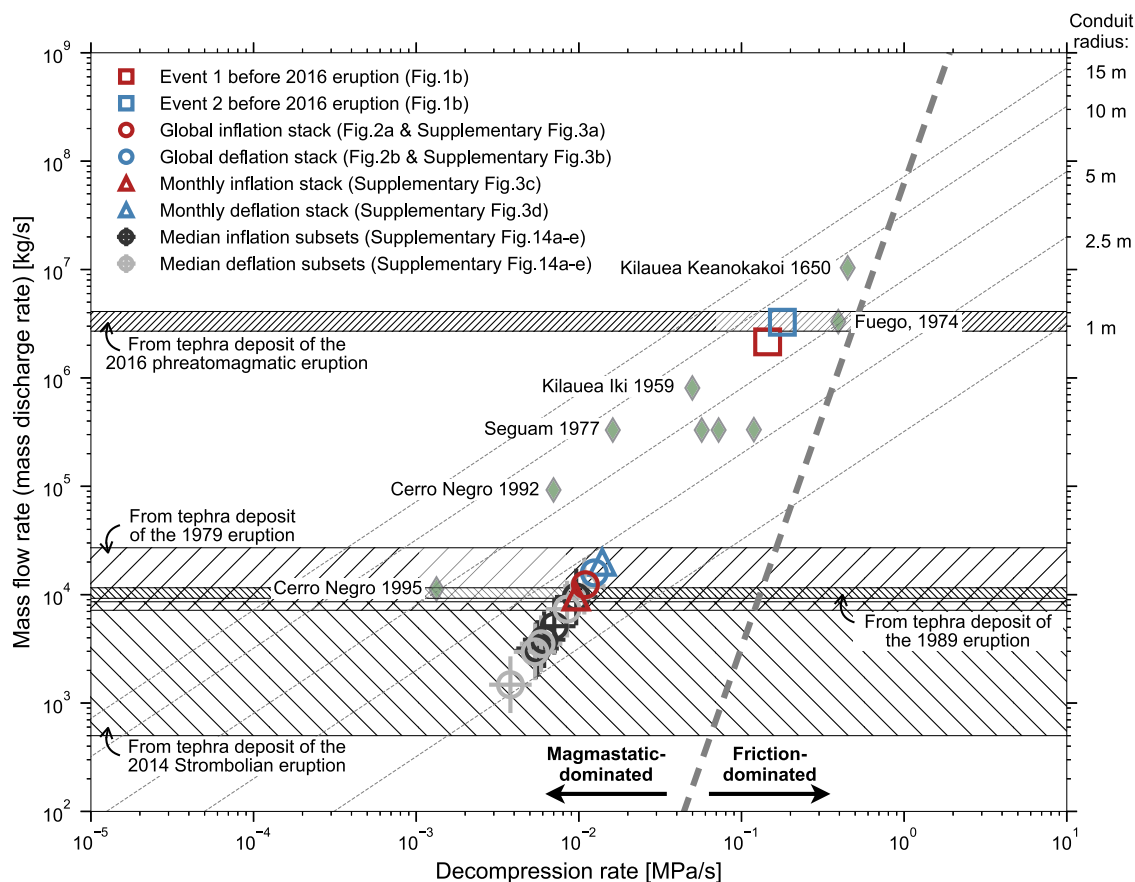 Conduit
radius:
10⁹
15 m
Event 1 before 2016 eruption (Fig.1b)
Event 2 before 2016 eruption (Fig.1b)
10 m
Global inflation stack (Fig.2a & Supplementary Fig.3a)
Global deflation stack (Fig.2b & Supplementary Fig.3b)
10⁸
5 m
Monthly inflation stack (Supplementary Fig.3c)
Monthly deflation stack (Supplementary Fig.3d)
2.5 m
Median inflation subsets (Supplementary Fig.14a-e)
Median deflation subsets (Supplementary Fig.14a-e)
Kilauea Keanokakoi 1650
10⁷
Fuego, 1974
1 m
From tephra deposit of the
2016 phreatomagmatic eruption
10⁶
Kilauea Iki 1959
Seguam 1977
Cerro Negro 1992
10⁵
From tephra deposit
of the 1979 eruption
Cerro Negro 1995
10⁴
From tephra deposit of
the 1989 eruption
10³
From tephra deposit of the
2014 Strombolian eruption
Magmastatic-
dominated
Friction-
dominated
10²
10⁻⁵
10⁻⁴
10⁻³
10⁻²
10⁻¹
10⁰
10¹
Decompression rate [MPa/s]
Mass flow rate (mass discharge rate) [kg/s]